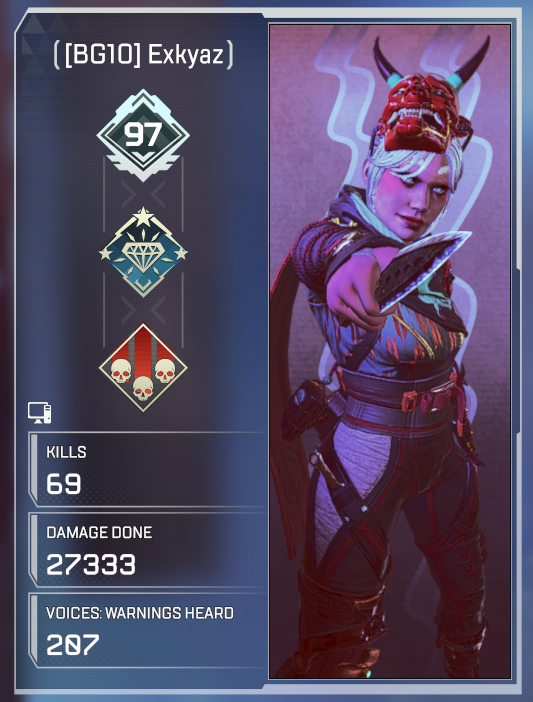 [BG10] Exkyaz
97
KILLS
69
DAMAGE DONE
27333
VOICES: WARNINGS HEARD
207